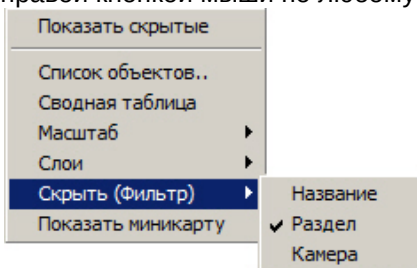 правой кнопкой мыши по любому
Показать скрытые
Список объектов..
Сводная таблица
Масштаб
Слои
Скрыть (Фильтр)
Название
Показать миникарту
Раздел
Камера